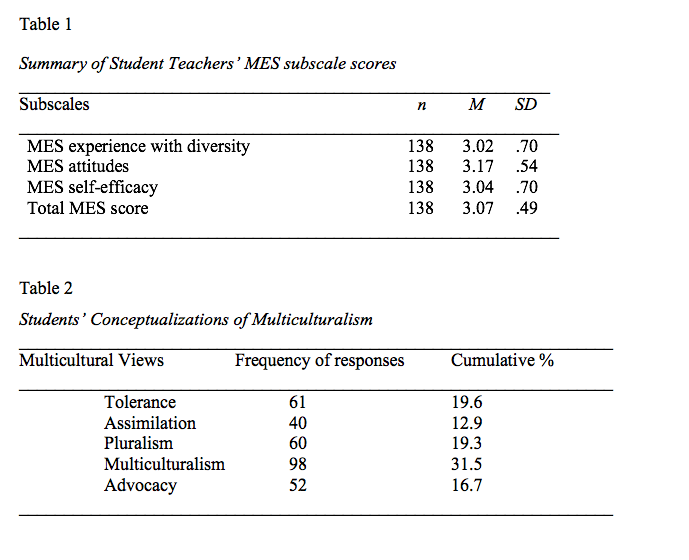 Table 1
Summary of Student Teachers' MES subscale scores
Subscales n M SD
MES experience with diversity 138 3.02 .70
MES attitudes 138 3.17 .54
MES self-efficacy 138 3.04 .70
Total MES score 138 3.07 .49
Table 2
Students' Conceptualizations of Multiculturalism
Multicultural Views Frequency of responses Cumulative %
Tolerance 61 19.6
Assimilation 40 12.9
Pluralism 60 19.3
Multiculturalism 98 31.5
Advocacy 52 16.7